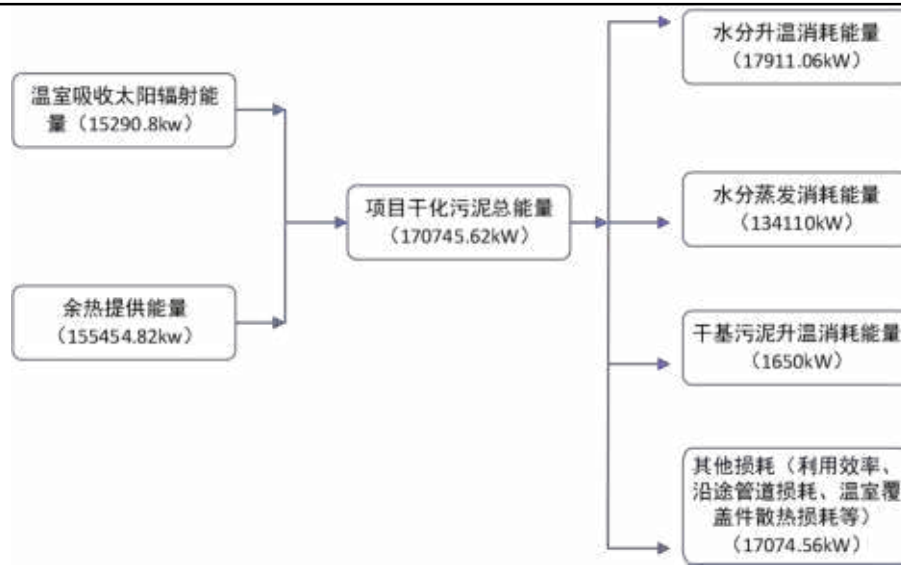 温室吸收太阳辐射能
量（15290.8kw）
余热提供能量
（155454.82kw）
项目干化污泥总能量
（170745.62kW）
水分升温消耗能量
（17911.06kW）
水分蒸发消耗能量
（134110kW）
干基污泥升温消耗能量
（1650kW）
其他损耗（利用效率、
沿途管道损耗、温室覆
盖件散热损耗等）
（17074.56kW）